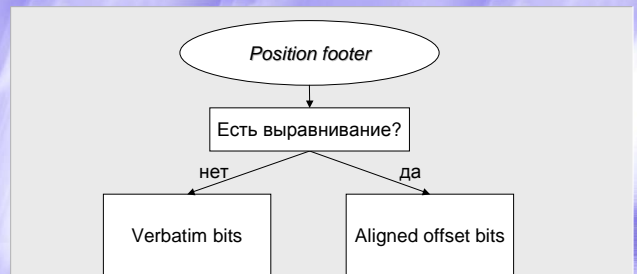 Position footer
Есть выравнивание?
нет
да
Verbatim bits
Aligned offset bits